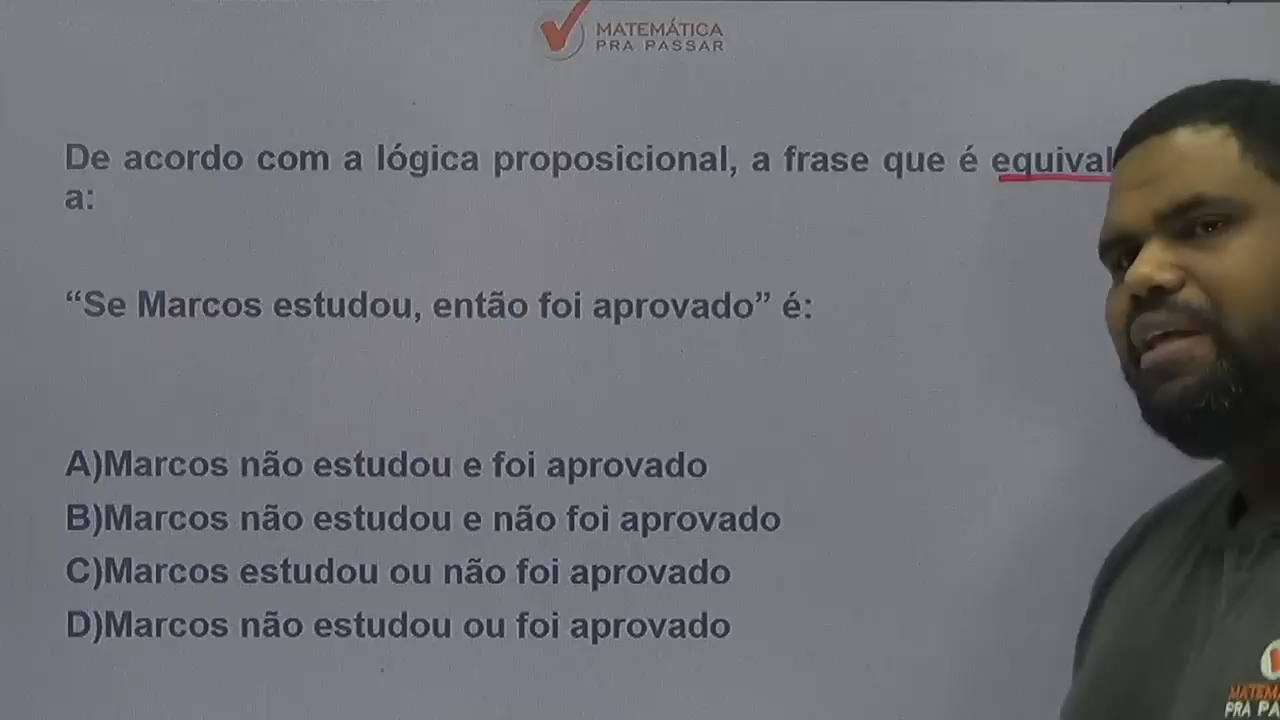 MATEMÁTICA
PRA PASSAR
De acordo com a lógica proposicional, a frase que é
a:
“Se Marcos estudou, então foi aprovado” é:
A)Marcos não estudou e foi aprovado
B)Marcos não estudou e não foi aprovado
C)Marcos estudou ou não foi aprovado
D)Marcos não estudou ou foi aprovado
PRA